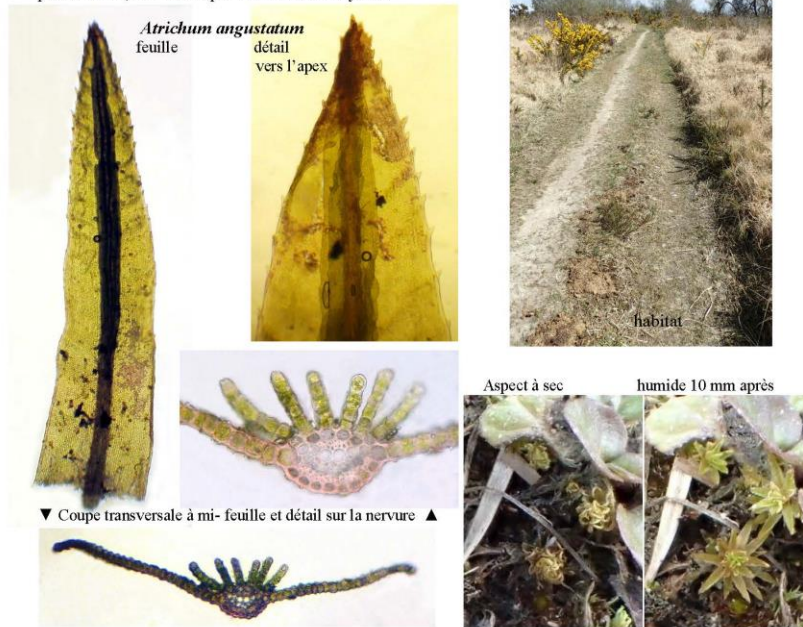 Atrichum angustatum
feuille
détail
vers l'apex
habitat
Aspect à sec
humide 10 mm après
▼ Coupe transversale à mi- feuille et détail sur la nervure ▲